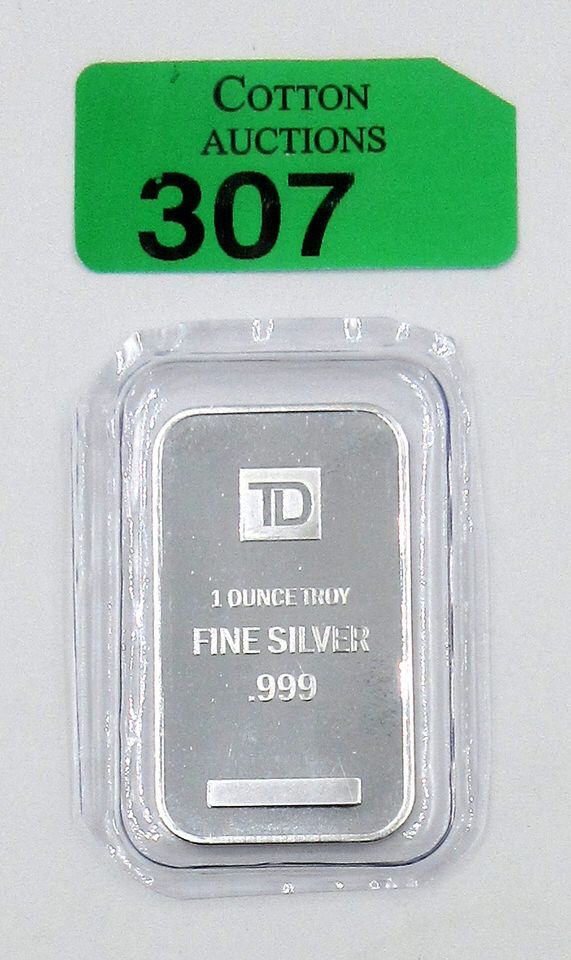 COTTON
AUCTIONS
307
TD
1 OUNCE TROY
FINE SILVER
.999